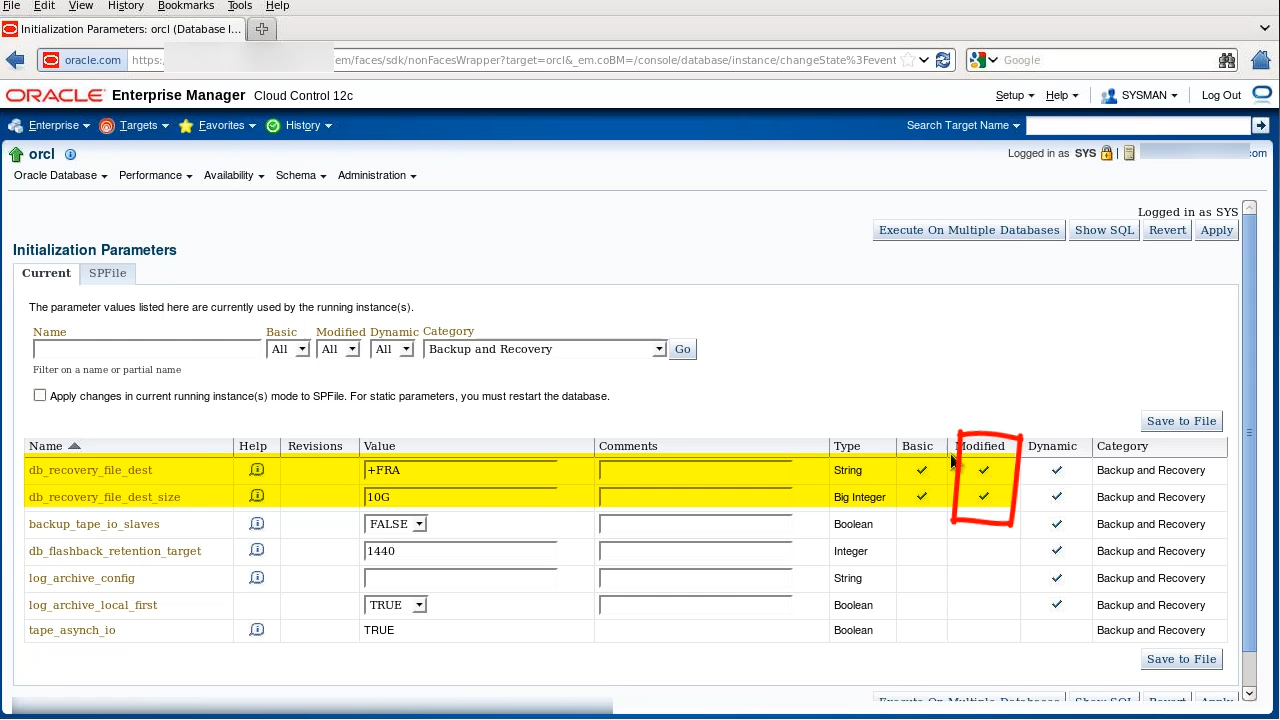 File Edit View History Bookmarks Tools Help
Initialization Parameters: orcl (Database I...
oracle.com https: em/faces/sdk/nonFacesWrapper?target=orcl&_em.coBM=/console/database/instance/changeState%3Fevent Google
ORACLE Enterprise Manager Cloud Control 12c Setup Help SYSMAN Log Out
Enterprise Targets Favorites History Search Target Name
orcl Logged in as SYS .com
Oracle Database Performance Availability Schema Administration
Logged in as SYS
Execute On Multiple Databases Show SQL Revert Apply
Initialization Parameters
Current SPFile
The parameter values listed here are currently used by the running instance(s).
Name Basic Modified Dynamic Category
All All All Backup and Recovery Go
Filter on a name or partial name
Apply changes in current running instance(s) mode to SPFile. For static parameters, you must restart the database.
Save to File
Name Help Revisions Value Comments Type Basic Modified Dynamic Category
db_recovery_file_dest +FRA String Backup and Recovery
db_recovery_file_dest_size 10G Big Integer Backup and Recovery
backup_tape_io_slaves FALSE Boolean Backup and Recovery
db_flashback_retention_target 1440 Integer Backup and Recovery
log_archive_config String Backup and Recovery
log_archive_local_first TRUE Boolean Backup and Recovery
tape_asynch_io TRUE Boolean Backup and Recovery
Save to File
Execute On Multiple Databases Show SQL Revert Apply